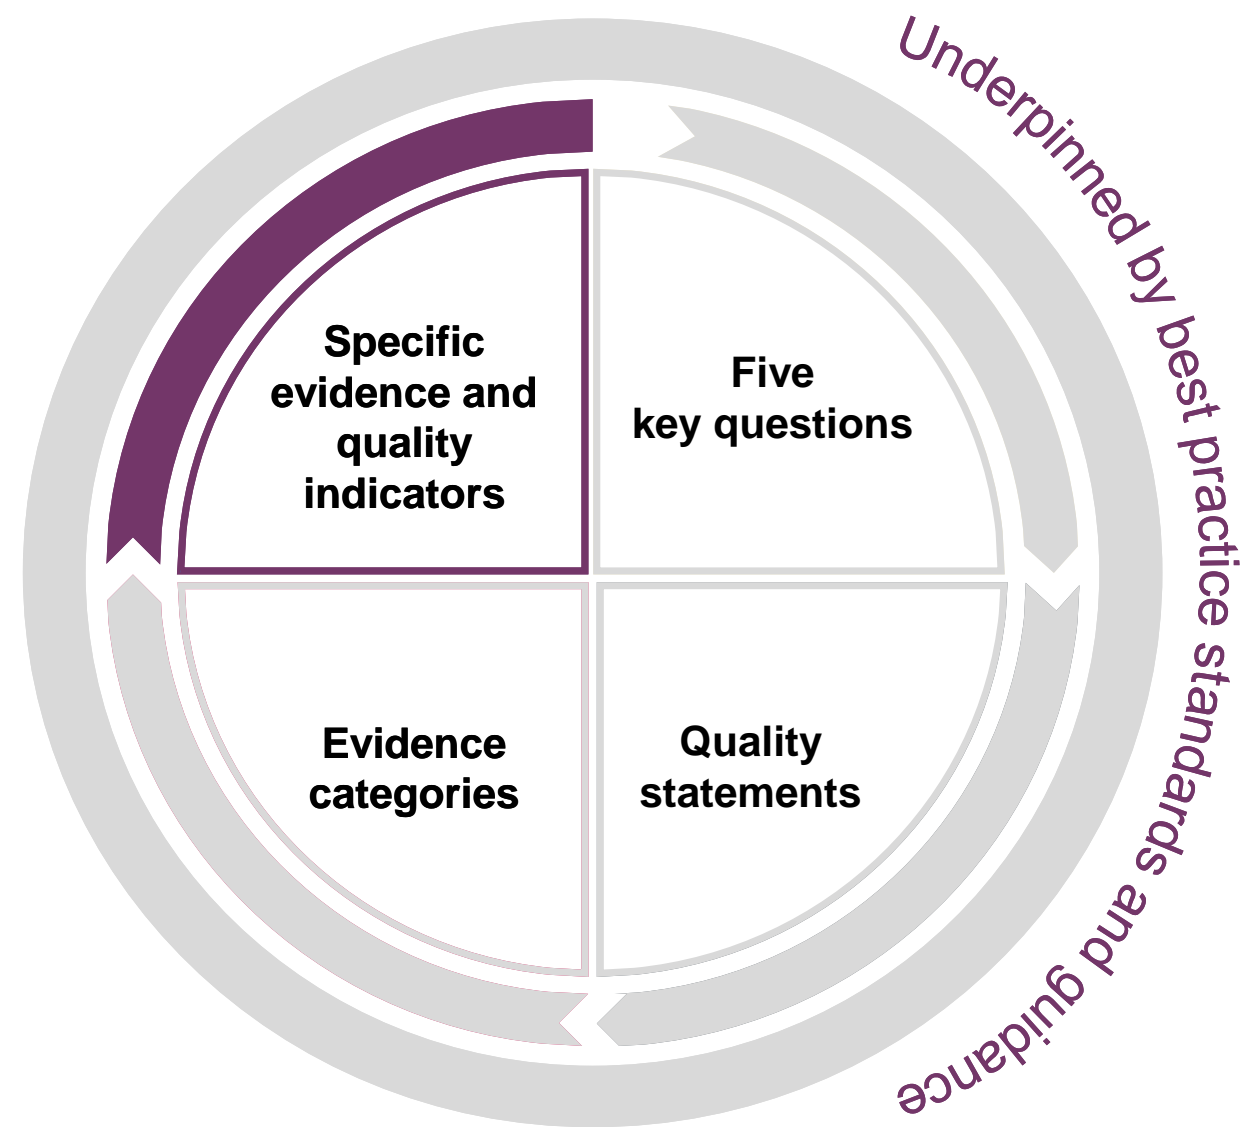 Specific
evidence and
quality
indicators
Five
key questions
Evidence
categories
Quality
statements
Underpinned by best practice standards and guidance